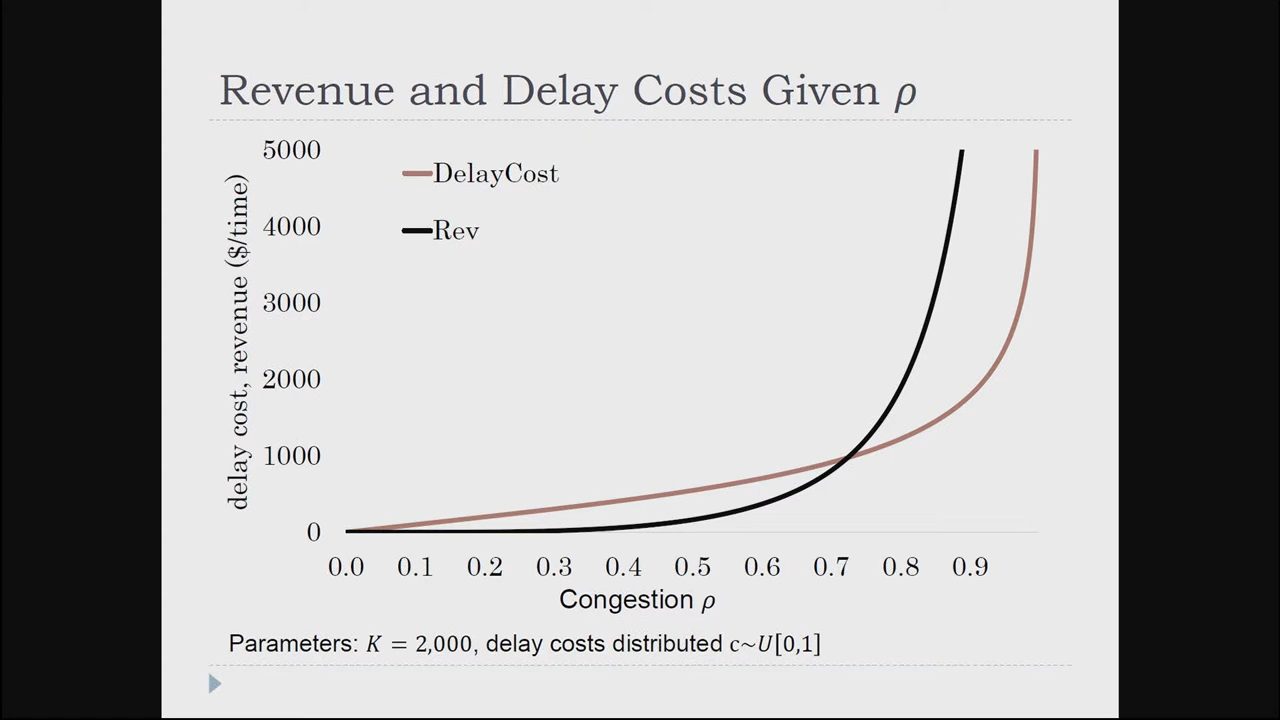 Revenue and Delay Costs Given ρ
delay cost, revenue ($/time)
5000
4000
3000
2000
1000
0
DelayCost
Rev
0.0 0.1 0.2 0.3 0.4 0.5 0.6 0.7 0.8 0.9
Congestion ρ
Parameters: K = 2,000, delay costs distributed c~U[0,1]